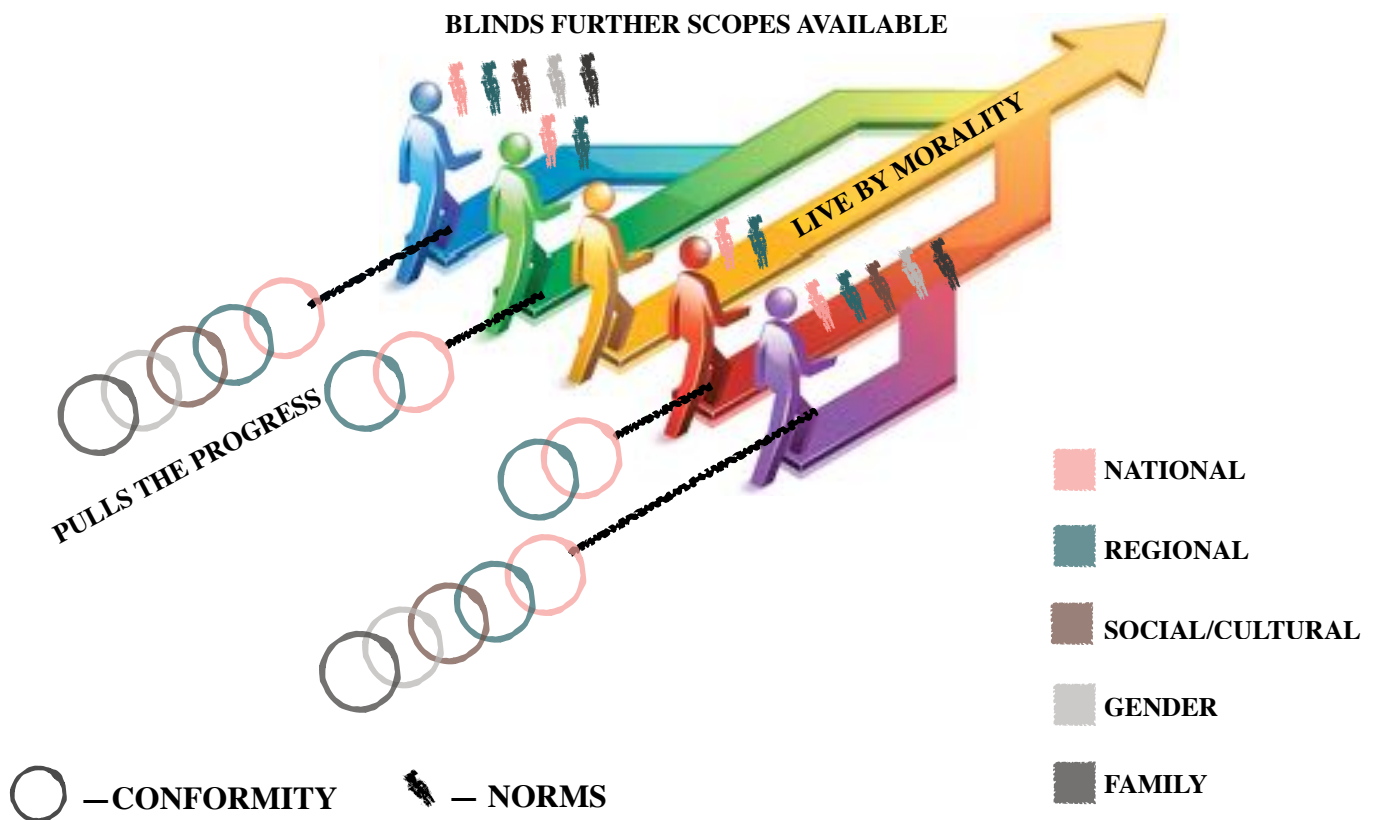 BLINDS FURTHER SCOPES AVAILABLE
LIVE BY MORALITY
PULLS THE PROGRESS
NATIONAL
REGIONAL
SOCIAL/CULTURAL
GENDER
FAMILY
—CONFORMITY
— NORMS